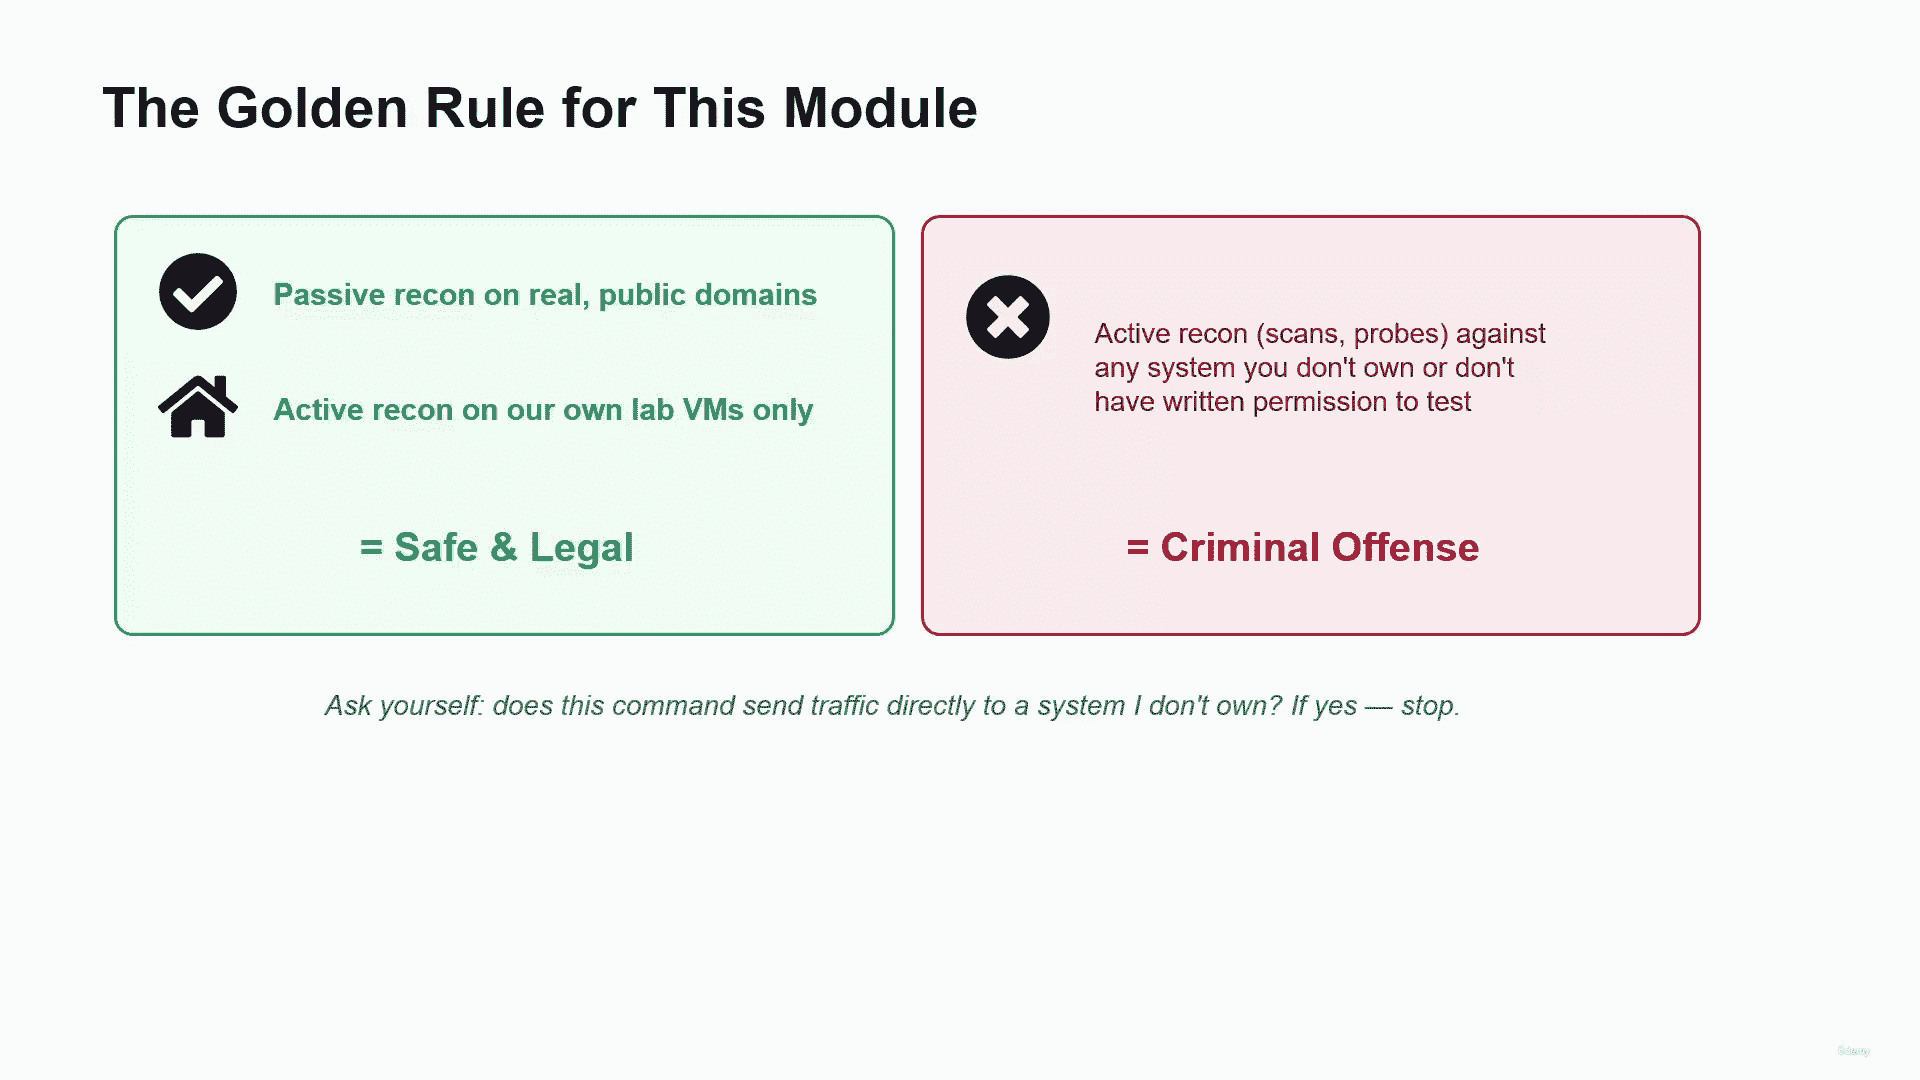 The Golden Rule for This Module
Passive recon on real, public domains
Active recon on our own lab VMs only
= Safe & Legal
Active recon (scans, probes) against
any system you don't own or don't
have written permission to test
= Criminal Offense
Ask yourself: does this command send traffic directly to a system I don't own? If yes — stop.
Udemy